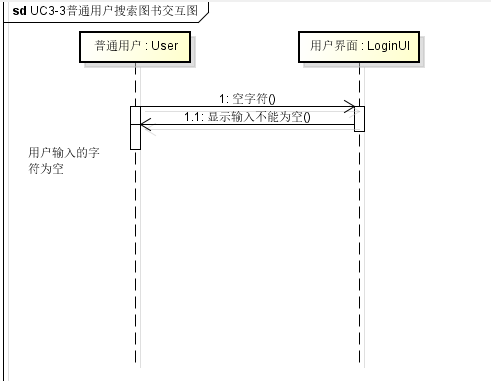 sd UC3-3普通用户搜索图书交互图
普通用户 : User
用户界面 : LoginUI
1: 空字符()
1.1: 显示输入不能为空()
用户输入的字
符为空